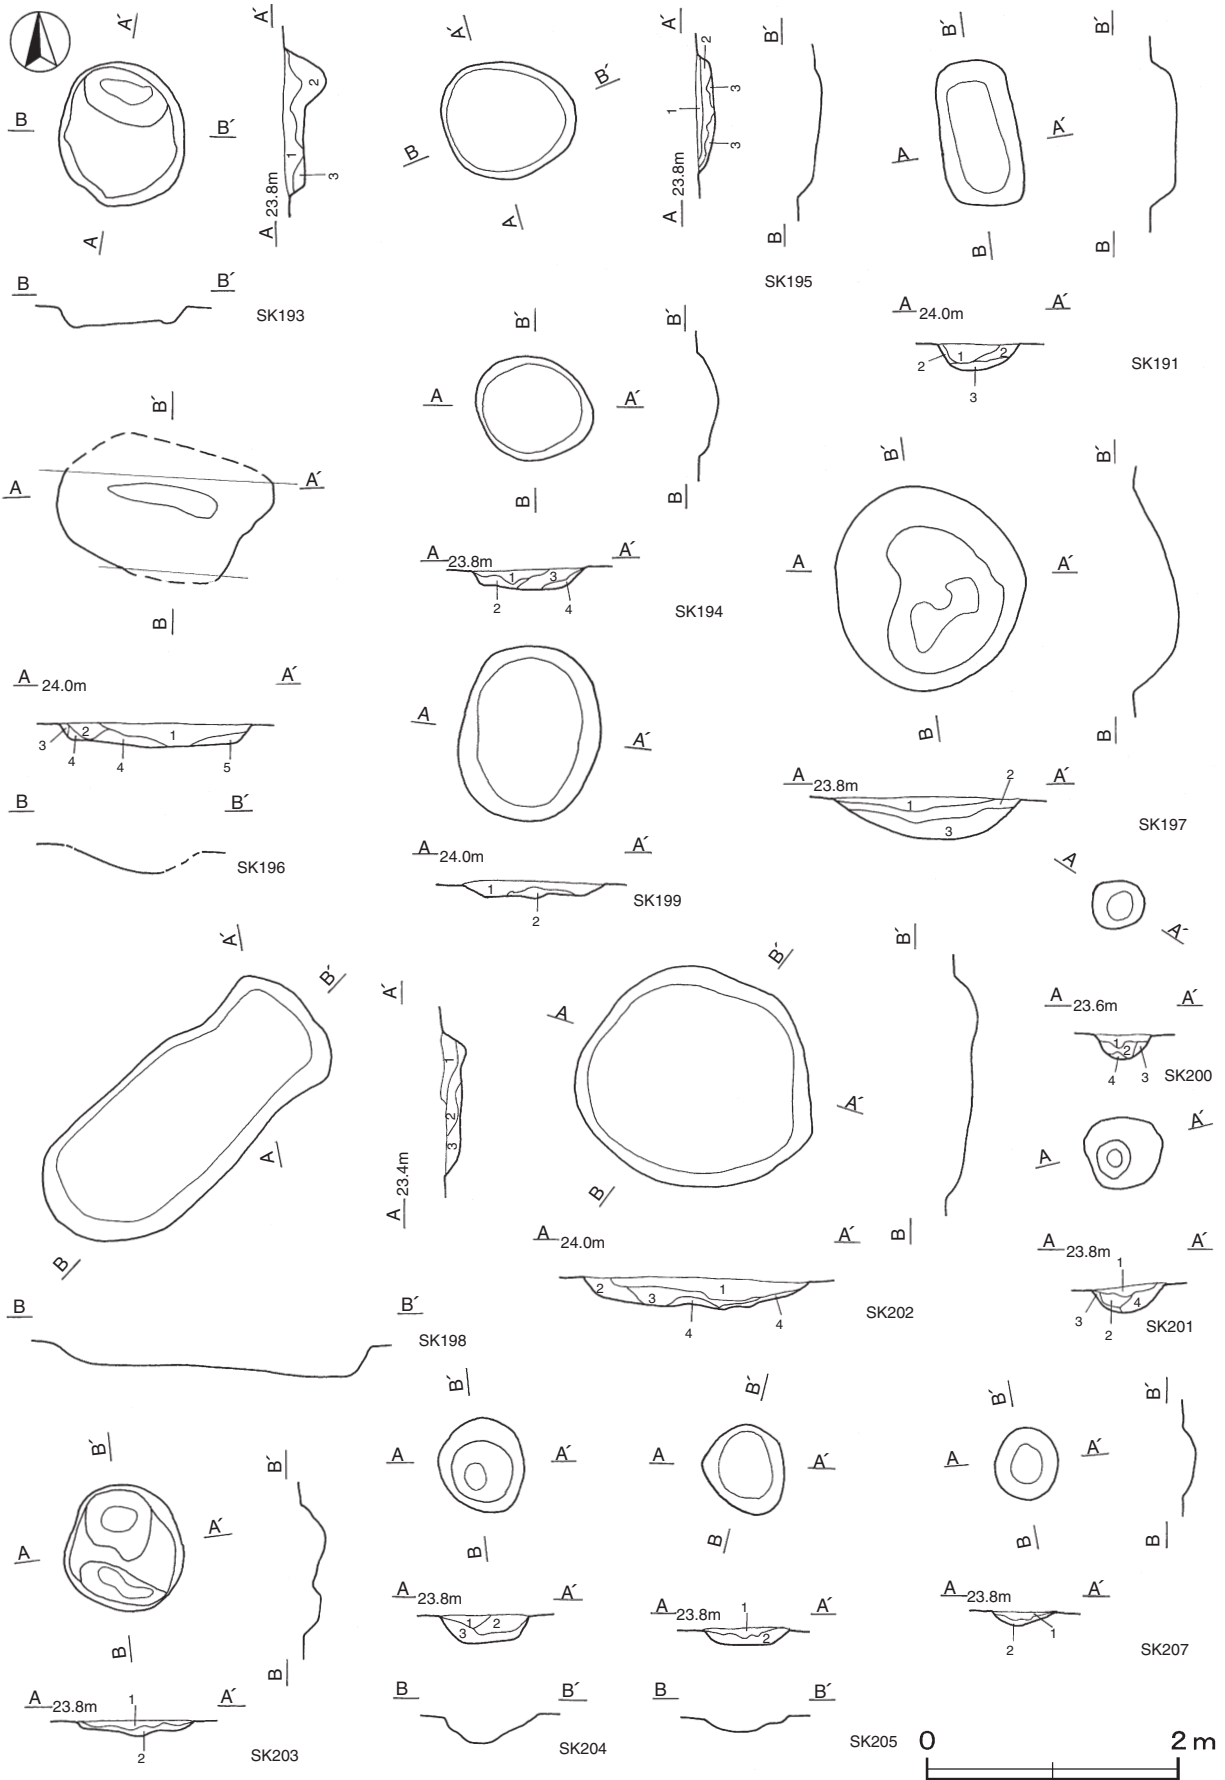 A´
A´
B
B´
A
23.8m
A
1
2
3
B
B´
SK193
A´
B´
B
A
A´
23.8m
A
1
2
3
3
B´
B
SK195
B´
A
A´
B
B´
B
A
24.0m
A´
1
2
2
3
SK191
B´
A
A´
B
B´
B
A
23.8m
A´
1
3
2
4
SK194
B´
A
A´
B
A
24.0m
A´
3
2
4
4
1
5
B
B´
SK196
A
A´
A
24.0m
A´
1
2
SK199
B´
A
A´
B
B´
B
A
23.8m
A´
1
2
3
SK197
A´
B´
A
B
A´
23.4m
A
1
2
3
B
B´
SK198
B´
A
A´
B
B´
B
A
24.0m
A´
2
3
1
4
4
SK202
A
A´
A
23.6m
A´
1
2
4
3
SK200
A
A´
A
23.8m
A´
1
4
3
2
SK201
B´
A
A´
B
B´
B
A
23.8m
A´
1
2
SK203
B´
A
A´
B
A
23.8m
A´
1
2
3
B
B´
SK204
B´
A
A´
B
A
23.8m
A´
1
2
B
B´
SK205
B´
A
A´
B
B´
B
A
23.8m
A´
1
2
SK207
0
2 m